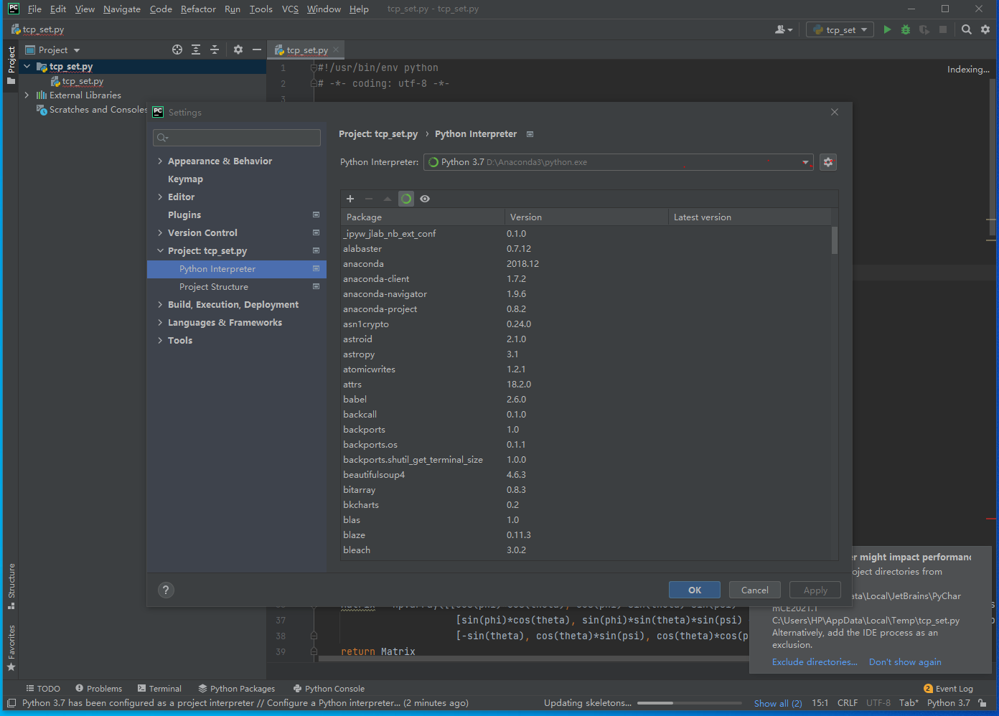 PC File Edit View Navigate Code Refactor Run Tools VCS Window Help tcp_set.py - tcp_set.py
tcp_set.py
tcp_set
Project
Project
tcp_set.py
tcp_set.py
tcp_set.py
External Libraries
Scratches and Consoles
1 #!/usr/bin/env python
2 # -*- coding: utf-8 -*-
3
Indexing...
PC Settings
Appearance & Behavior
Keymap
Editor
Plugins
Version Control
Project: tcp_set.py
Python Interpreter
Project Structure
Build, Execution, Deployment
Languages & Frameworks
Tools
Project: tcp_set.py › Python Interpreter
Python Interpreter: Python 3.7 D:\Anaconda3\python.exe
Package Version Latest version
_ipyw_jlab_nb_ext_conf 0.1.0
alabaster 0.7.12
anaconda 2018.12
anaconda-client 1.7.2
anaconda-navigator 1.9.6
anaconda-project 0.8.2
asn1crypto 0.24.0
astroid 2.1.0
astropy 3.1
atomicwrites 1.2.1
attrs 18.2.0
babel 2.6.0
backcall 0.1.0
backports 1.0
backports.os 0.1.1
backports.shutil_get_terminal_size 1.0.0
beautifulsoup4 4.6.3
bitarray 0.8.3
bkcharts 0.2
blas 1.0
blaze 0.11.3
bleach 3.0.2
?
OK Cancel Apply
37 [sin(phi)*cos(theta), sin(phi)*sin(theta)*sin(psi)
38 [-sin(theta), cos(theta)*sin(psi), cos(theta)*cos(p
39 return Matrix
er might impact performanc
oject directories from
ata\Local\JetBrains\PyChar
mCE2021.1
C:\Users\HP\AppData\Local\Temp\tcp_set.py
Alternatively, add the IDE process as an
exclusion.
Exclude directories... Don't show again
Structure
Favorites
TODO Problems Terminal Python Packages Python Console 2 Event Log
Python 3.7 has been configured as a project interpreter // Configure a Python interpreter... (2 minutes ago) Updating skeletons... Show all (2) 15:1 CRLF UTF-8 Tab* Python 3.7